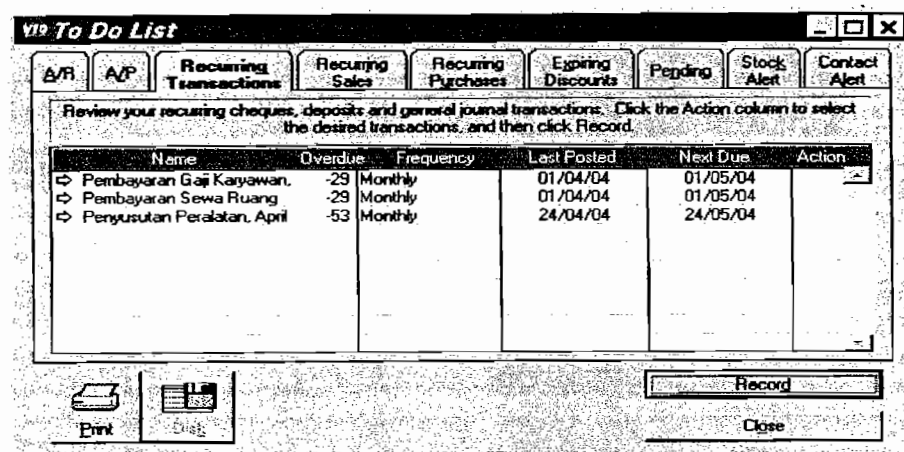 V10 To Do List
A/R A/P Recurring Transactions Recurring Sales Recurring Purchases Expiring Discounts Pending Stock Alert Contact Alert
Review your recurring cheques, deposits and general journal transactions. Click the Action column to select
the desired transactions, and then click Record.
Name Overdue Frequency Last Posted Next Due Action
Pembayaran Gaji Karyawan, -29 Monthly 01/04/04 01/05/04
Pembayaran Sewa Ruang -29 Monthly 01/04/04 01/05/04
Penyusutan Peralatan, April -53 Monthly 24/04/04 24/05/04
Record
Print Disk Close